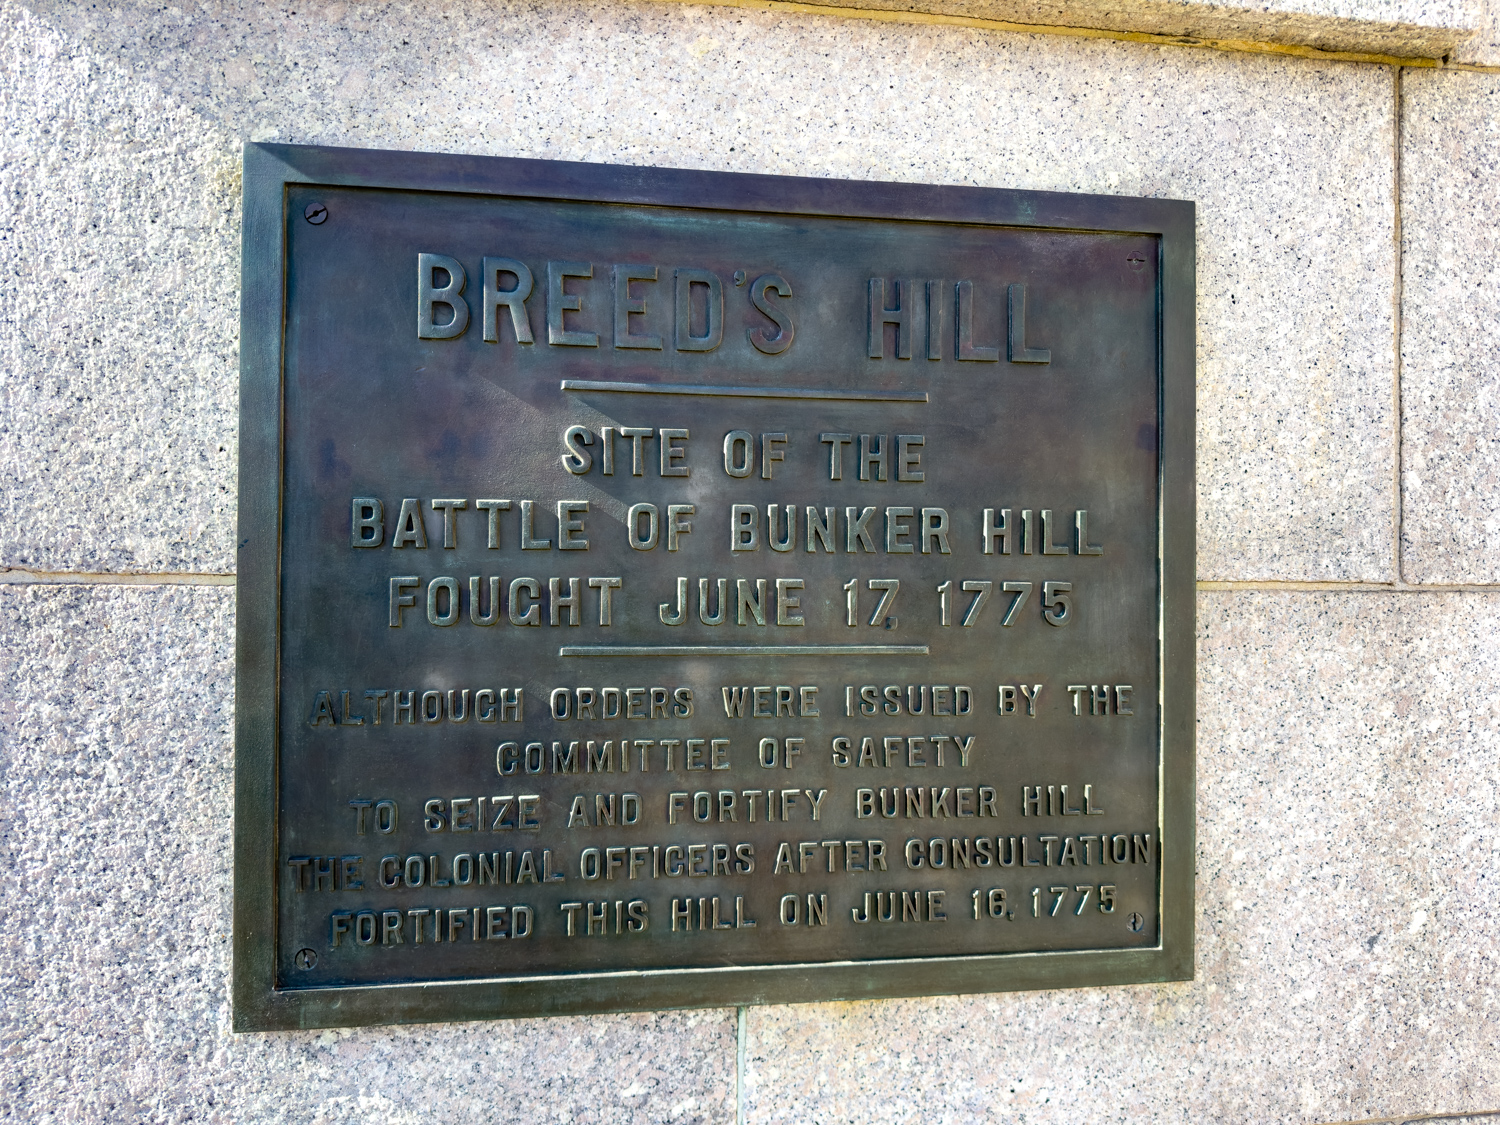 BREED'S HILL
SITE OF THE
BATTLE OF BUNKER HILL
FOUGHT JUNE 17, 1775
ALTHOUGH ORDERS WERE ISSUED BY THE
COMMITTEE OF SAFETY
TO SEIZE AND FORTIFY BUNKER HILL
THE COLONIAL OFFICERS AFTER CONSULTATION
FORTIFIED THIS HILL ON JUNE 16, 1775